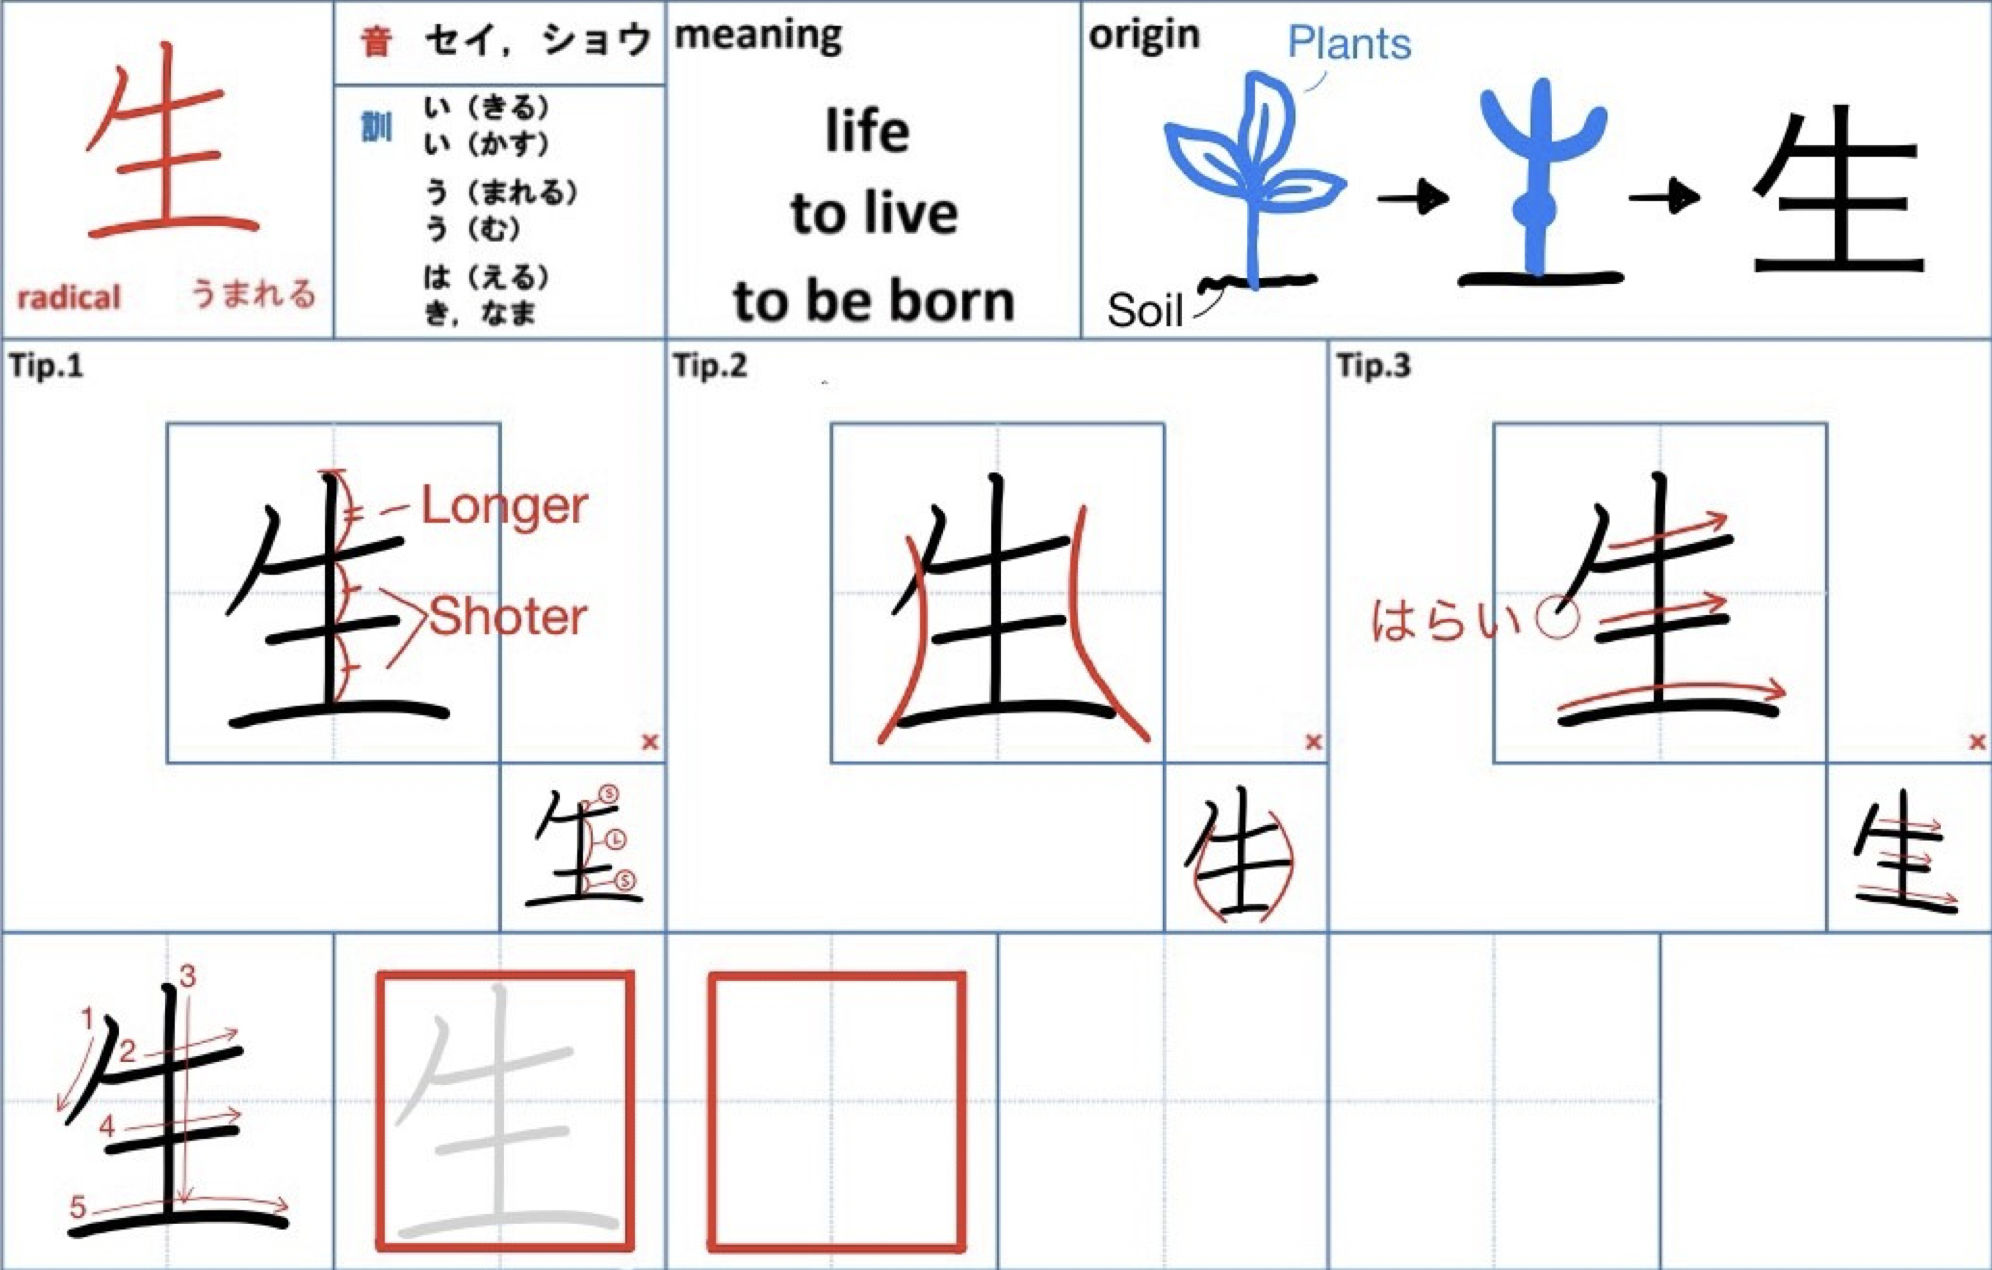 生
radical うまれる
音 セイ，ショウ
訓
い（きる）
い（かす）
う（まれる）
う（む）
は（える）
き，なま
meaning
life
to live
to be born
origin
Plants
Soil
生
Tip.1
生
Longer
Shoter
x
生
S
L
S
Tip.2
生
x
生
Tip.3
生
はらい
x
生
生
1
2
3
4
5
生